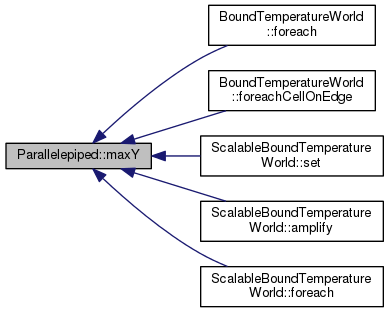 BoundTemperatureWorld
::foreach
BoundTemperatureWorld
::foreachCellOnEdge
Parallelepiped::maxY
ScalableBoundTemperature
World::set
ScalableBoundTemperature
World::amplify
ScalableBoundTemperature
World::foreach